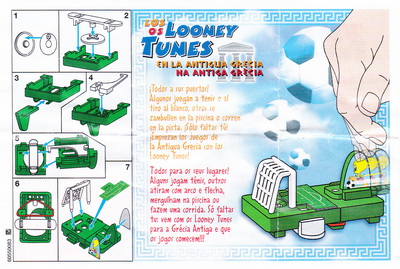 1
2
3
4
5
6
7
LOS
OS LOONEY
TUNES
EN LA ANTIGUA GRECIA
NA ANTIGA GRÉCIA
¡Todos a sus puestos!
Algunos juegan a tenis o al
tiro al blanco, otros se
zambullen en la piscina o corren
en la pista. ¡Sólo faltas tú!
¡Empiezan los Juegos de
la Antigua Grecia con los
Looney Tunes!
Todos para os seus lugares!
Alguns jogam ténis, outros
atiram com arco e flecha,
mergulham na piscina ou
fazem uma corrida. Só faltas
tu: vem com os Looney Tunes
para a Grécia Antiga e que
os jogos comecem!!!